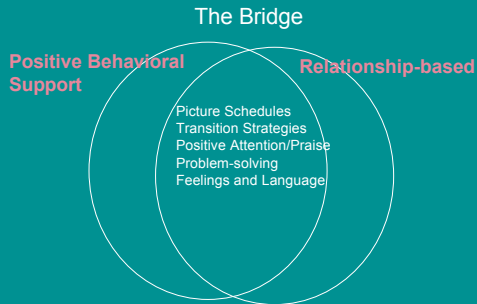 The Bridge
Positive Behavioral
Support
Relationship-based
Picture Schedules
Transition Strategies
Positive Attention/Praise
Problem-solving
Feelings and Language